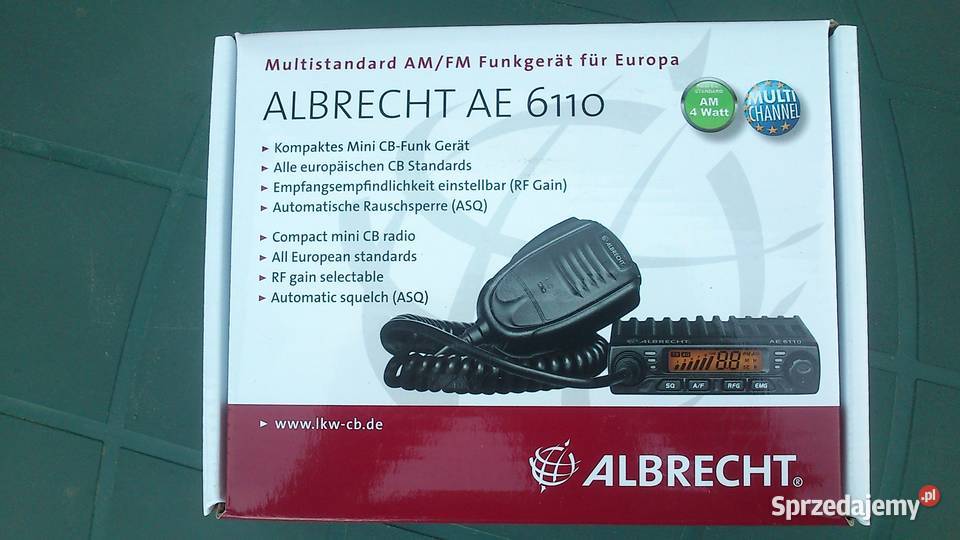 Multistandard AM/FM Funkgerät für Europa
ALBRECHT AE 6110
STANDARD
AM
4 Watt
MULTI
CHANNEL
▸ Kompaktes Mini CB-Funk Gerät
▸ Alle europäischen CB Standards
▸ Empfangsempfindlichkeit einstellbar (RF Gain)
▸ Automatische Rauschsperre (ASQ)
▸ Compact mini CB radio
▸ All European standards
▸ RF gain selectable
▸ Automatic squelch (ASQ)
ALBRECHT
ALBRECHT AE 6110
8.8
SQ A/F RFG EMG
▸ www.lkw-cb.de
ALBRECHT®
Sprzedajemy.pl